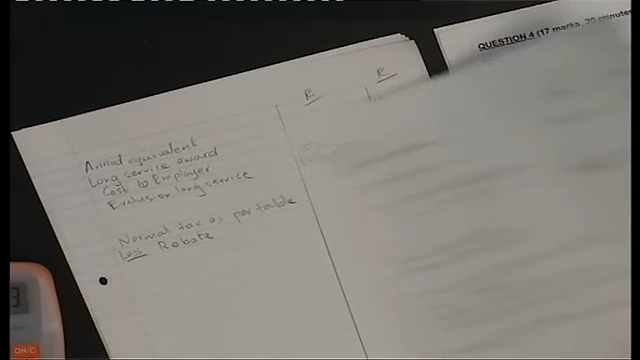 QUESTION 4 (17 marks, 20 minutes
R
R
Annual equivalent
Long service award
Cost to Employer
Exclusion long service
Normal tax as per table
Less Rebate
ON/C